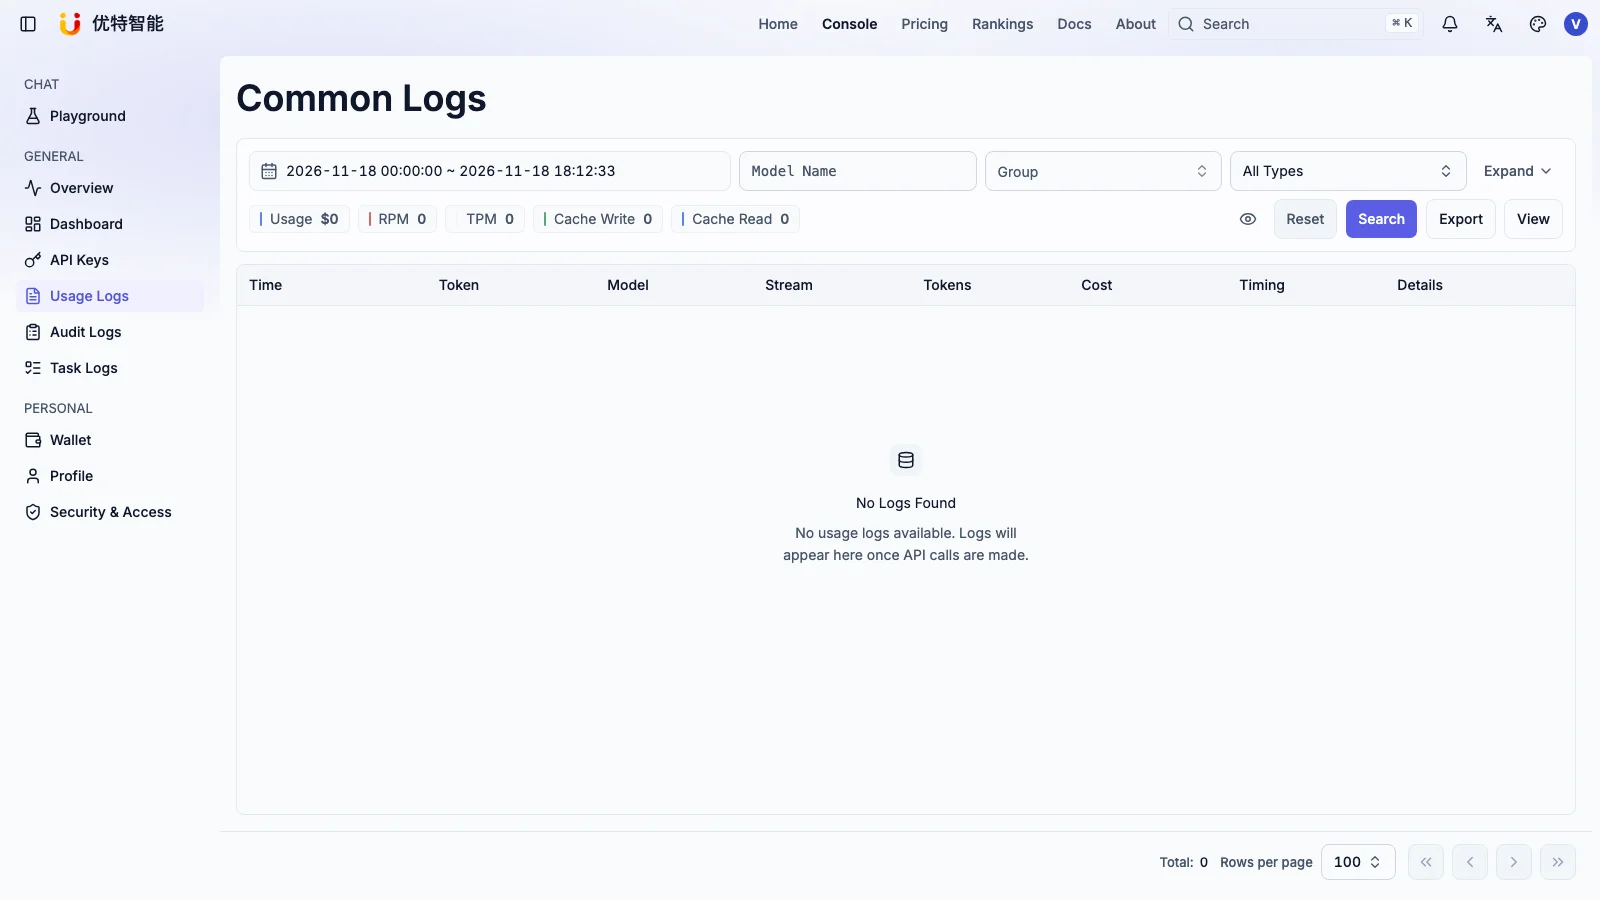 优特智能
Home
Console
Pricing
Rankings
Docs
About
Search
⌘ K
V
CHAT
Playground
GENERAL
Overview
Dashboard
API Keys
Usage Logs
Audit Logs
Task Logs
PERSONAL
Wallet
Profile
Security & Access
Common Logs
2026-11-18 00:00:00 ~ 2026-11-18 18:12:33
Model Name
Group
All Types
Expand
Usage $0
RPM 0
TPM 0
Cache Write 0
Cache Read 0
Reset
Search
Export
View
Time
Token
Model
Stream
Tokens
Cost
Timing
Details
No Logs Found
No usage logs available. Logs will
appear here once API calls are made.
Total: 0
Rows per page
100